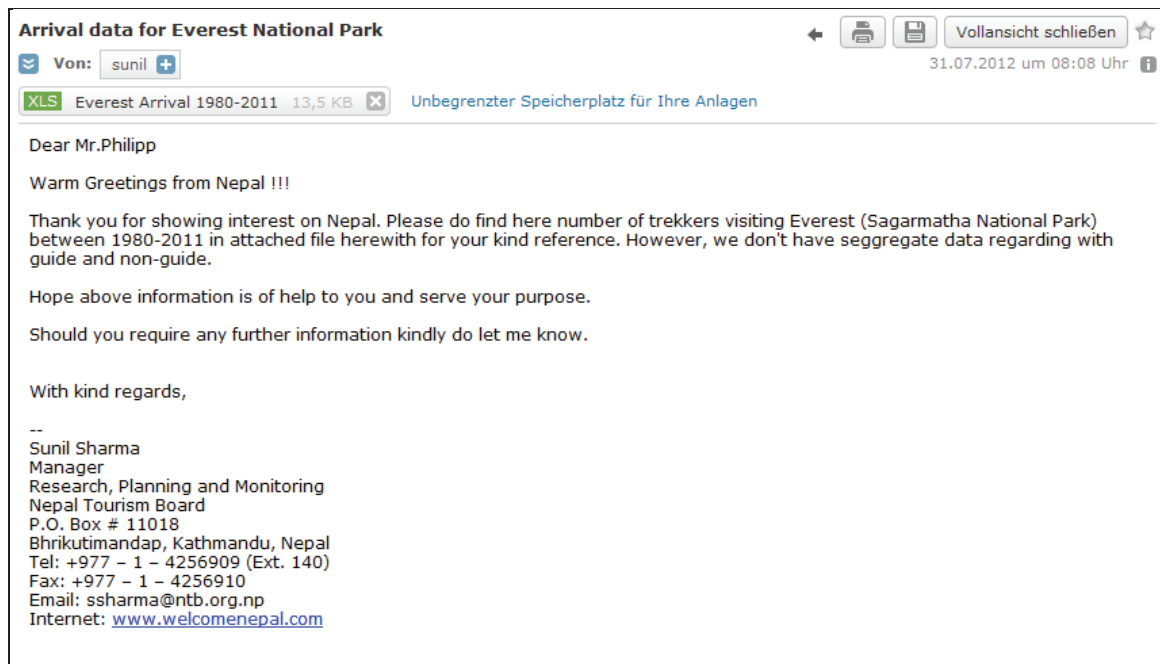 Arrival data for Everest National Park
Vollansicht schließen
Von: sunil
31.07.2012 um 08:08 Uhr
XLS Everest Arrival 1980-2011 13,5 KB Unbegrenzter Speicherplatz für Ihre Anlagen
Dear Mr.Philipp
Warm Greetings from Nepal !!!
Thank you for showing interest on Nepal. Please do find here number of trekkers visiting Everest (Sagarmatha National Park)
between 1980-2011 in attached file herewith for your kind reference. However, we don't have seggregate data regarding with
guide and non-guide.
Hope above information is of help to you and serve your purpose.
Should you require any further information kindly do let me know.
With kind regards,
--
Sunil Sharma
Manager
Research, Planning and Monitoring
Nepal Tourism Board
P.O. Box # 11018
Bhrikutimandap, Kathmandu, Nepal
Tel: +977 – 1 – 4256909 (Ext. 140)
Fax: +977 – 1 – 4256910
Email: ssharma@ntb.org.np
Internet: www.welcomenepal.com